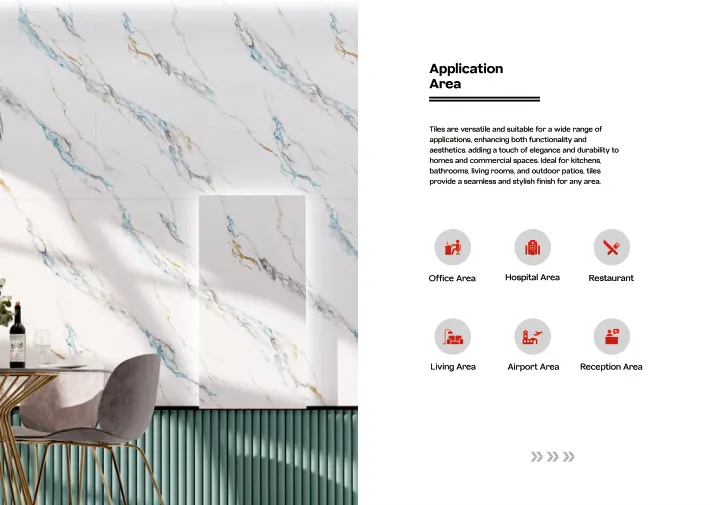 Application
Area
Tiles are versatile and suitable for a wide range of
applications, enhancing both functionality and
aesthetics, adding a touch of elegance and durability to
homes and commercial spaces. Ideal for kitchens,
bathrooms, living rooms, and outdoor patios, tiles
provide a seamless and stylish finish for any area.
Office Area
Hospital Area
Restaurant
Living Area
Airport Area
Reception Area